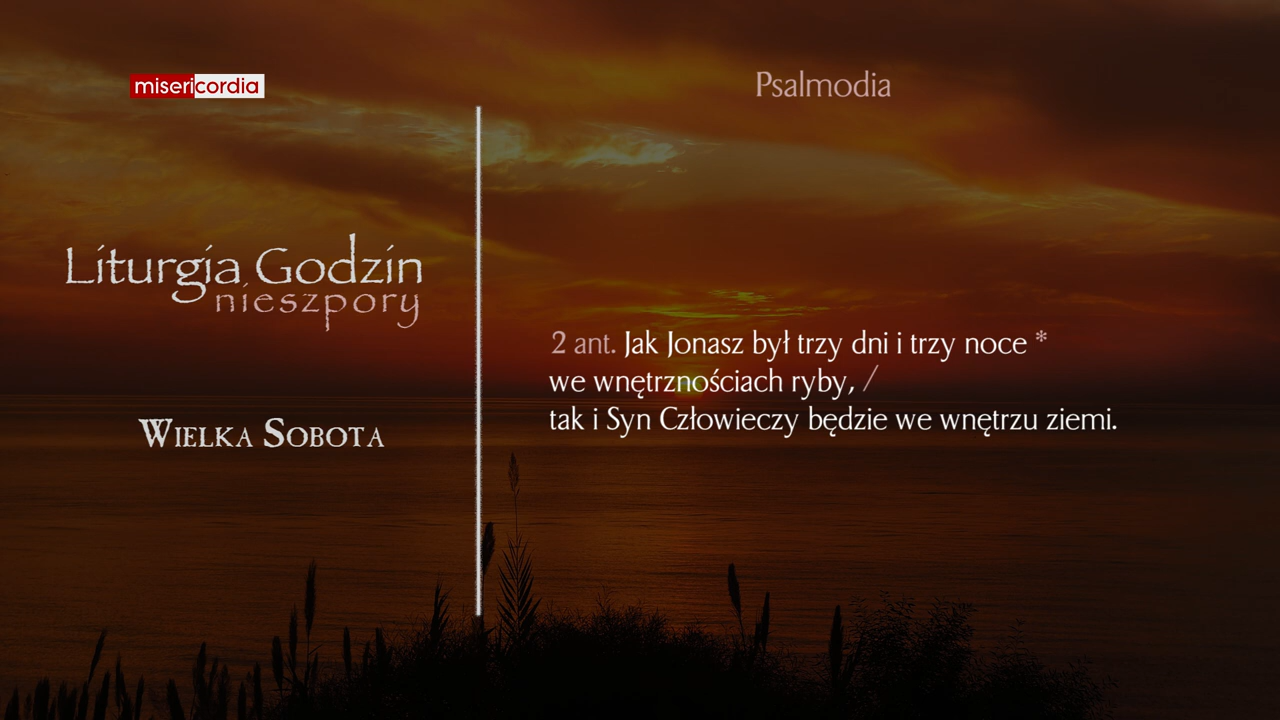 misericordia
Psalmodia
Liturgia Godzin
nieszpory
Wielka Sobota
2 ant. Jak Jonasz był trzy dni i trzy noce *
we wnętrznościach ryby, /
tak i Syn Człowieczy będzie we wnętrzu ziemi.